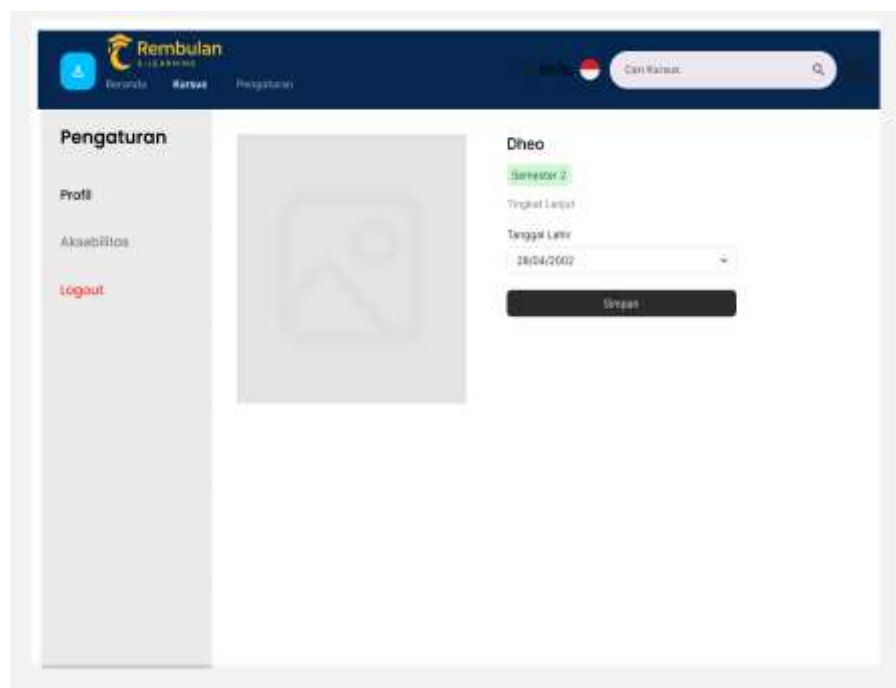 Rembulan
E-LEARNING
Beranda Kursus Pengaturan
Cari Kursus
Pengaturan
Profil
Aksebilitas
Logout
Dheo
Semester 2
Tingkat Lanjut
Tanggal Lahir
28/04/2002
Simpan